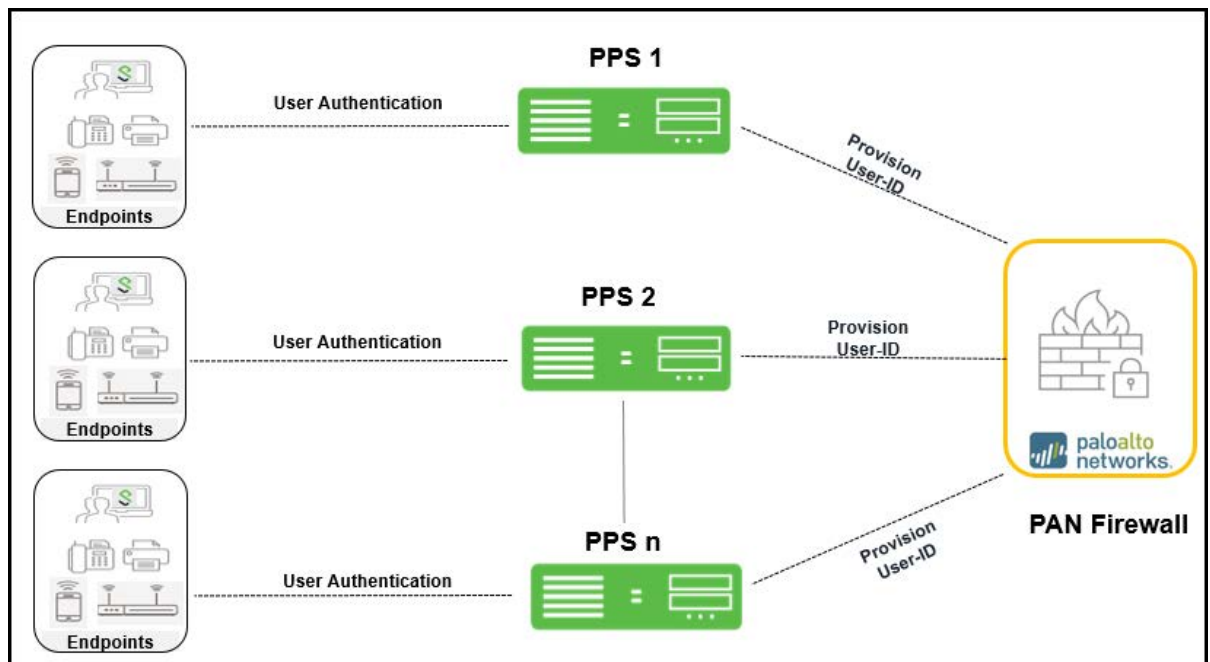 PPS 1
User Authentication
Provision
User-ID
Endpoints
PPS 2
User Authentication
Provision
User-ID
Endpoints
paloalto
networks.
PAN Firewall
PPS n
User Authentication
Provision
User-ID
Endpoints